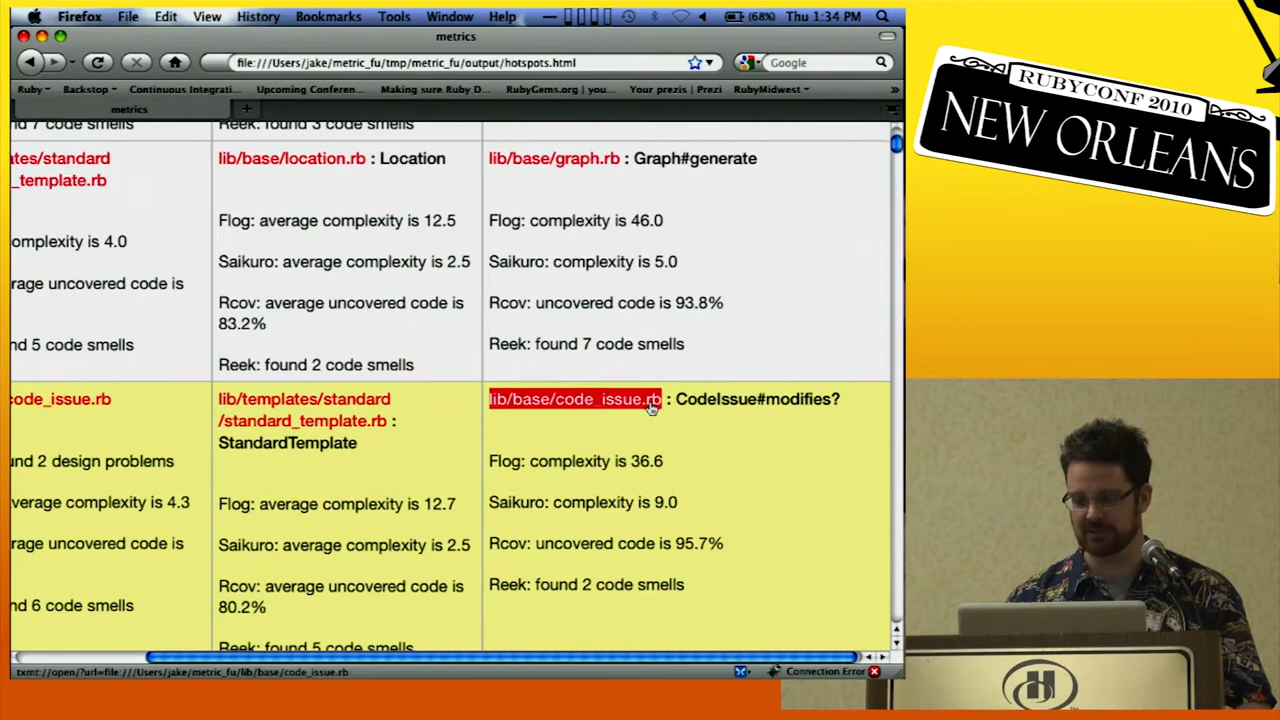 Firefox File Edit View History Bookmarks Tools Window Help (68%) Thu 1:34 PM
metrics
file:///Users/jake/metric_fu/tmp/metric_fu/output/hotspots.html
Google
Ruby Backstop Continuous Integrati... Upcoming Conferen... Making sure Ruby D... RubyGems.org | you... Your prezis | Prezi RubyMidwest »
metrics
nd 7 code smells
Reek: found 3 code smells
ates/standard
_template.rb
omplexity is 4.0
rage uncovered code is
nd 5 code smells
lib/base/location.rb : Location
Flog: average complexity is 12.5
Saikuro: average complexity is 2.5
Rcov: average uncovered code is
83.2%
Reek: found 2 code smells
lib/base/graph.rb : Graph#generate
Flog: complexity is 46.0
Saikuro: complexity is 5.0
Rcov: uncovered code is 93.8%
Reek: found 7 code smells
code_issue.rb
und 2 design problems
verage complexity is 4.3
rage uncovered code is
nd 6 code smells
lib/templates/standard
/standard_template.rb :
StandardTemplate
Flog: average complexity is 12.7
Saikuro: average complexity is 2.5
Rcov: average uncovered code is
80.2%
Reek: found 5 code smells
lib/base/code_issue.rb : CodeIssue#modifies?
Flog: complexity is 36.6
Saikuro: complexity is 9.0
Rcov: uncovered code is 95.7%
Reek: found 2 code smells
txmt://open/?url=file:///Users/jake/metric_fu/lib/base/code_issue.rb
Connection Error
RUBYCONF 2010
NEW ORLEANS
H